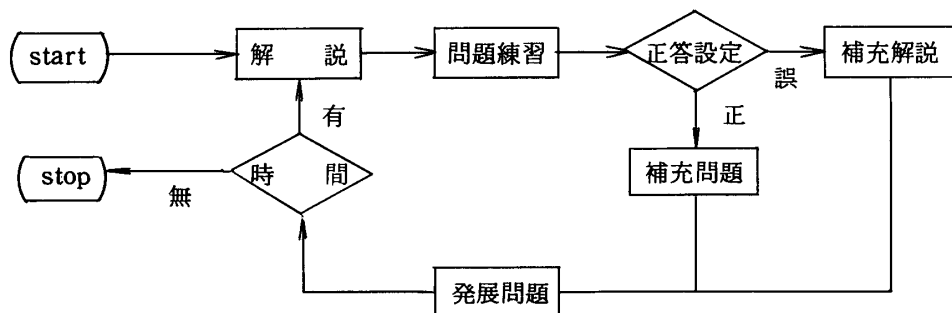 start
解説
問題練習
正答設定
補充解説
誤
正
有
stop
無
時間
補充問題
発展問題